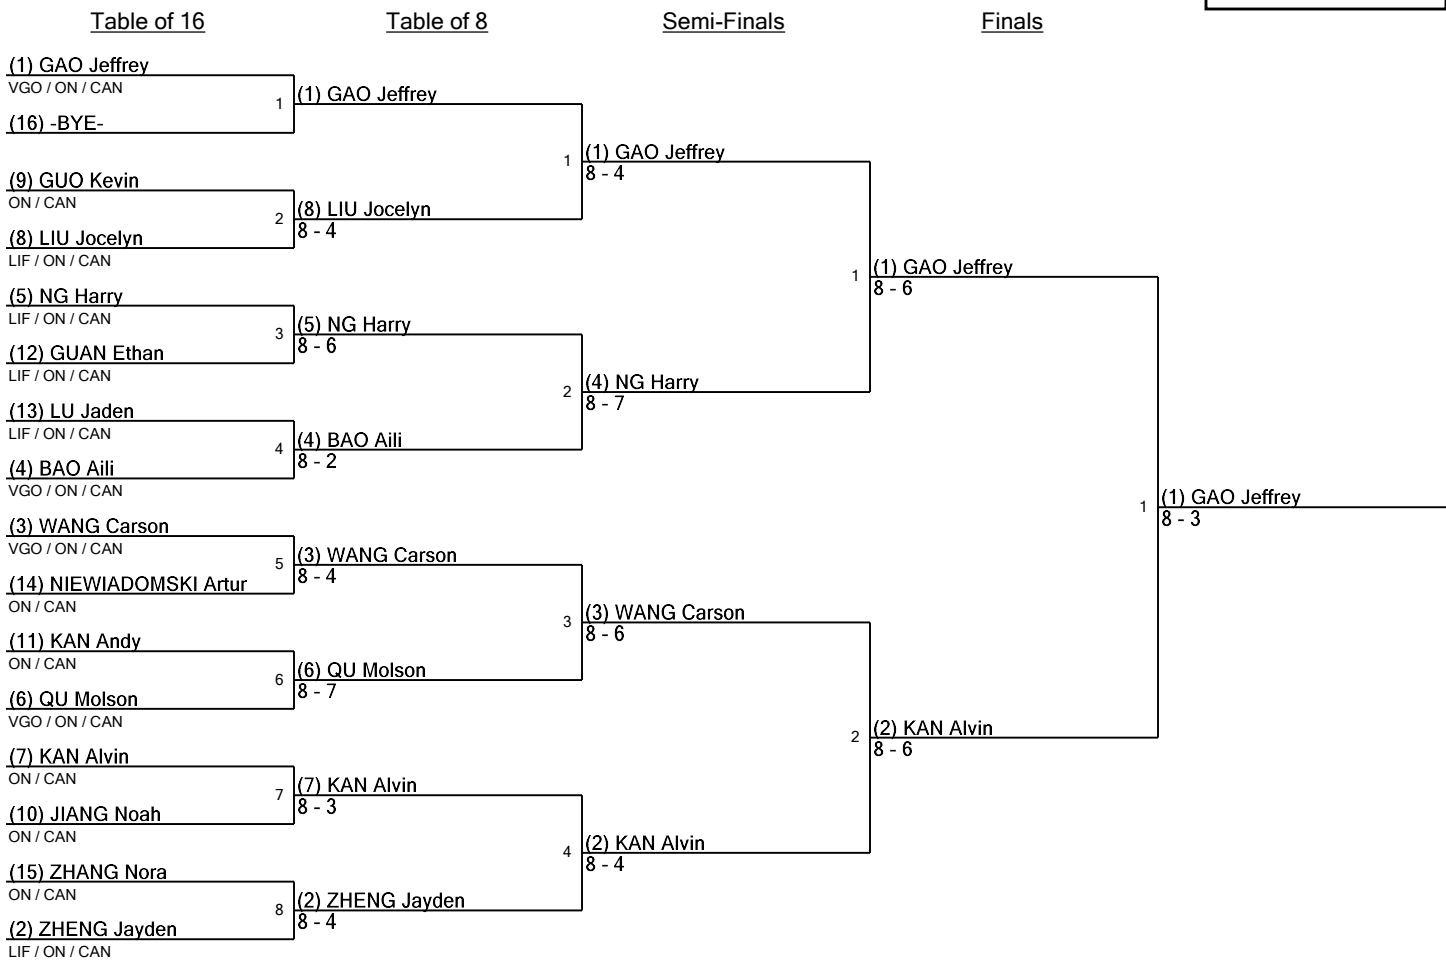 Table of 16
Table of 8
Semi-Finals
Finals
(1) GAO Jeffrey
VGO / ON / CAN
1
(16) -BYE-
(9) GUO Kevin
ON / CAN
2
(8) LIU Jocelyn
LIF / ON / CAN
(5) NG Harry
LIF / ON / CAN
3
(12) GUAN Ethan
LIF / ON / CAN
(13) LU Jaden
LIF / ON / CAN
4
(4) BAO Aili
VGO / ON / CAN
(3) WANG Carson
VGO / ON / CAN
5
(14) NIEWIADOMSKI Artur
ON / CAN
(11) KAN Andy
ON / CAN
6
(6) QU Molson
VGO / ON / CAN
(7) KAN Alvin
ON / CAN
7
(10) JIANG Noah
ON / CAN
(15) ZHANG Nora
ON / CAN
8
(2) ZHENG Jayden
LIF / ON / CAN
(1) GAO Jeffrey
1
(8) LIU Jocelyn
8 - 4
(5) NG Harry
8 - 6
2
(4) BAO Aili
8 - 2
(3) WANG Carson
8 - 4
3
(6) QU Molson
8 - 7
(7) KAN Alvin
8 - 3
4
(2) ZHENG Jayden
8 - 4
(1) GAO Jeffrey
8 - 4
1
(4) NG Harry
8 - 7
(3) WANG Carson
8 - 6
2
(2) KAN Alvin
8 - 4
(1) GAO Jeffrey
8 - 6
1
(2) KAN Alvin
8 - 6
(1) GAO Jeffrey
8 - 3